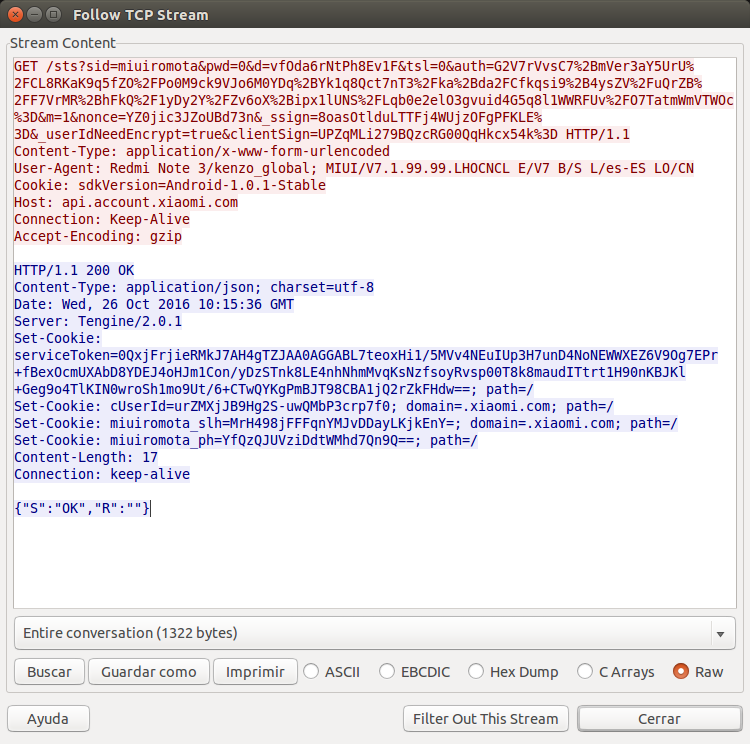 Follow TCP Stream
Stream Content
GET /sts?sid=miuiromota&pwd=0&d=vfOda6rNtPh8Ev1F&tsl=0&auth=G2V7rVvsC7%2BmVer3aY5UrU%
2FCL8RKaK9q5fZO%2FPo0M9ck9VJo6M0YDq%2BYk1q8Qct7nT3%2Fka%2Bda2FCfkqsi9%2B4ysZV%2FuQrZB%
2FF7VrMR%2BhFkQ%2F1yDy2Y%2FZv6oX%2Bipx1lUNS%2FLqb0e2elO3gvuid4G5q8l1WWRFUv%2FO7TatmWmVTWOc
%3D&m=1&nonce=YZ0jic3JZoUBd73n&_ssign=8oasOtlduLTTFj4WUjzOFgPFKLE%
3D&_userIdNeedEncrypt=true&clientSign=UPZqMLi279BQzcRG00QqHkcx54k%3D HTTP/1.1
Content-Type: application/x-www-form-urlencoded
User-Agent: Redmi Note 3/kenzo_global; MIUI/V7.1.99.99.LHOCNCL E/V7 B/S L/es-ES LO/CN
Cookie: sdkVersion=Android-1.0.1-Stable
Host: api.account.xiaomi.com
Connection: Keep-Alive
Accept-Encoding: gzip
HTTP/1.1 200 OK
Content-Type: application/json; charset=utf-8
Date: Wed, 26 Oct 2016 10:15:36 GMT
Server: Tengine/2.0.1
Set-Cookie:
serviceToken=0QxjFrjieRMkJ7AH4gTZJAA0AGGABL7teoxHi1/5MVv4NEuIUp3H7unD4NoNEWWXEZ6V9Og7EPr
+fBexOcmUXAbD8YDEJ4oHJm1Con/yDzSTnk8LE4nhNhmMvqKsNzfsoyRvsp00T8k8maudITtrt1H90nKBJKl
+Geg9o4TlKIN0wroSh1mo9Ut/6+CTwQYKgPmBJT98CBA1jQ2rZkFHdw==; path=/
Set-Cookie: cUserId=urZMXjJB9Hg2S-uwQMbP3crp7f0; domain=.xiaomi.com; path=/
Set-Cookie: miuiromota_slh=MrH498jFFFqnYMJvDDayLKjkEnY=; domain=.xiaomi.com; path=/
Set-Cookie: miuiromota_ph=YfQzQJUVziDdtWMhd7Qn9Q==; path=/
Content-Length: 17
Connection: keep-alive
{"S":"OK","R":""}
Entire conversation (1322 bytes)
Buscar Guardar como Imprimir ASCII EBCDIC Hex Dump C Arrays Raw
Ayuda Filter Out This Stream Cerrar